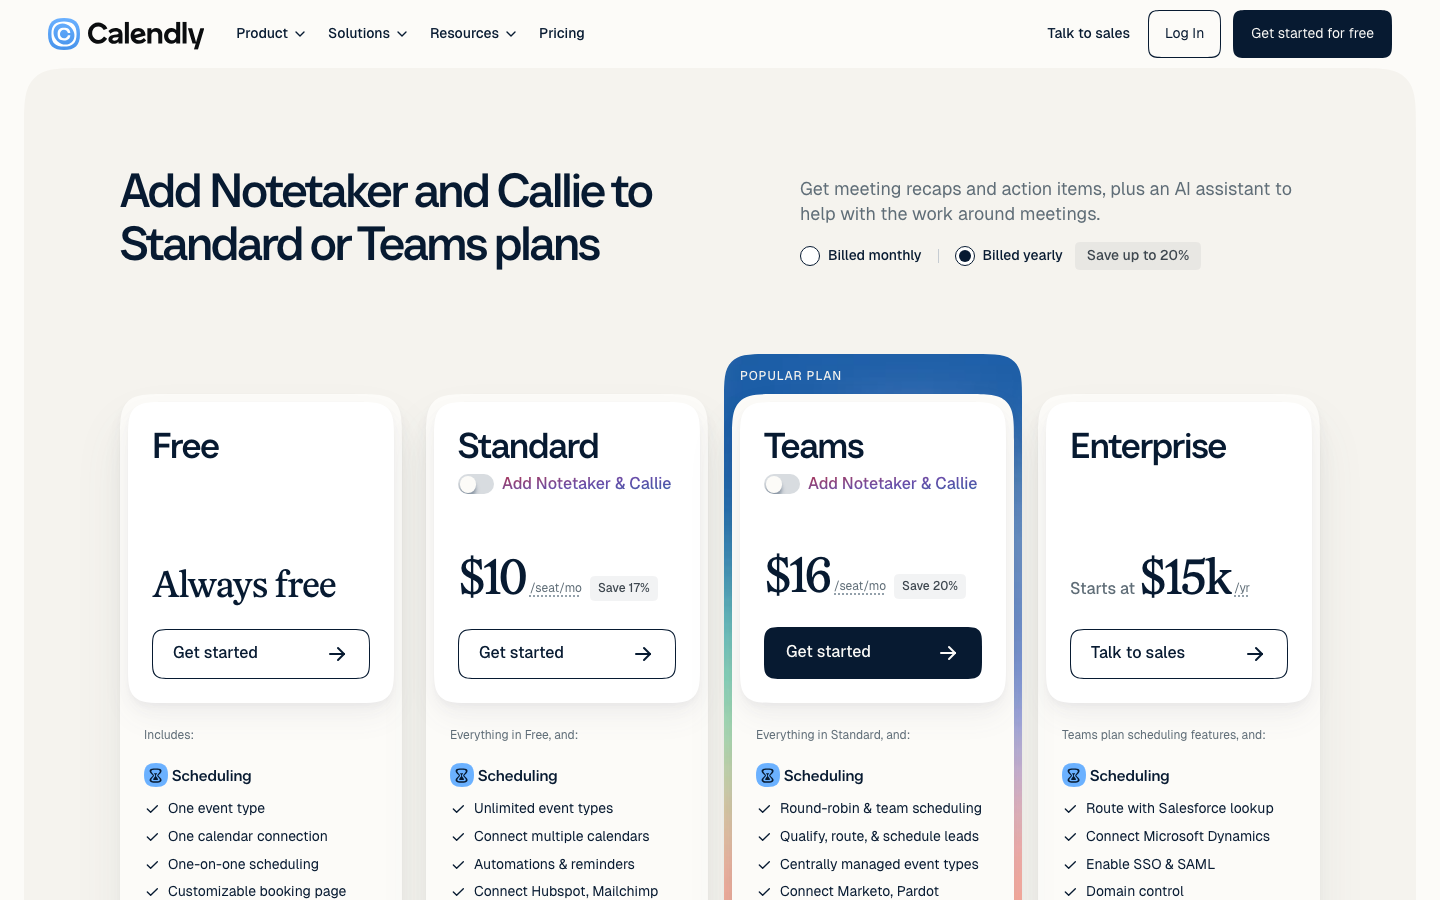 Calendly
Product
Solutions
Resources
Pricing
Talk to sales
Log In
Get started for free
Add Notetaker and Callie to
Standard or Teams plans
Get meeting recaps and action items, plus an AI assistant to
help with the work around meetings.
Billed monthly
Billed yearly
Save up to 20%
Free
Always free
Get started
Includes:
Scheduling
One event type
One calendar connection
One-on-one scheduling
Customizable booking page
Standard
Add Notetaker & Callie
$10 /seat/mo Save 17%
Get started
Everything in Free, and:
Scheduling
Unlimited event types
Connect multiple calendars
Automations & reminders
Connect Hubspot, Mailchimp
POPULAR PLAN
Teams
Add Notetaker & Callie
$16 /seat/mo Save 20%
Get started
Everything in Standard, and:
Scheduling
Round-robin & team scheduling
Qualify, route, & schedule leads
Centrally managed event types
Connect Marketo, Pardot
Enterprise
Starts at $15k /yr
Talk to sales
Teams plan scheduling features, and:
Scheduling
Route with Salesforce lookup
Connect Microsoft Dynamics
Enable SSO & SAML
Domain control